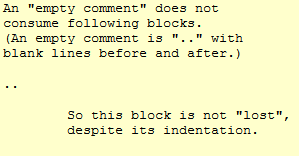 An "empty comment" does not
consume following blocks.
(An empty comment is ".." with
blank lines before and after.)
..
So this block is not "lost",
despite its indentation.